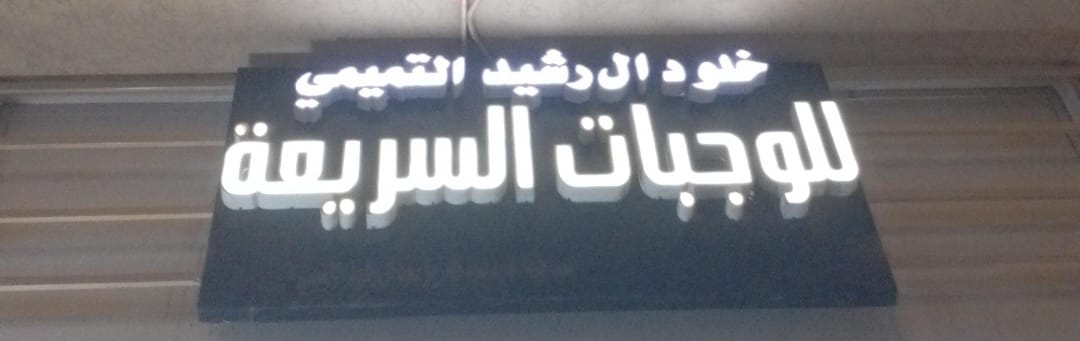 خلود ال رشيد التميمي
للوجبات السريعة